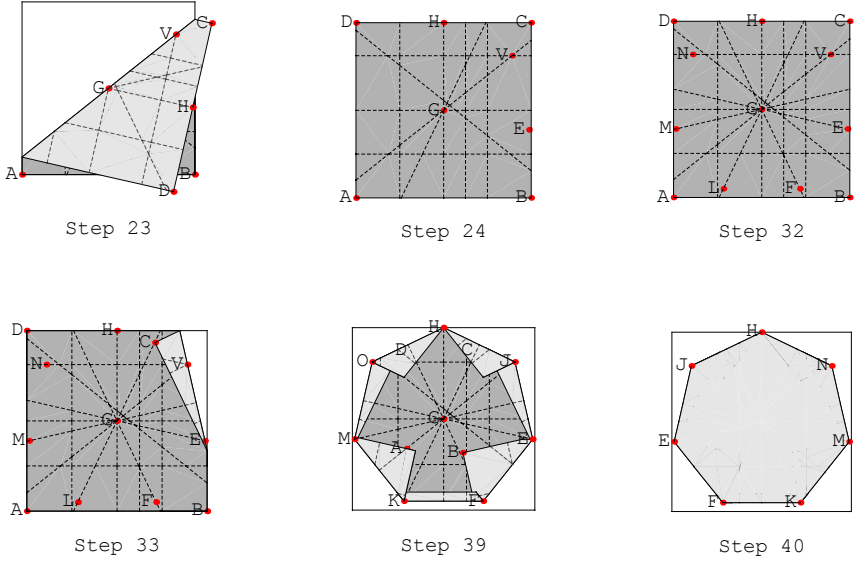 C
V
G
H
A B
D
Step 23
D H C
V
G
E
A B
Step 24
D H C
N V
G
M E
L F
A B
Step 32
D H
C
N V
G
M E
L F
A B
Step 33
H
D C
O J
G
M E
A B
K F
Step 39
H
J N
E M
F K
Step 40